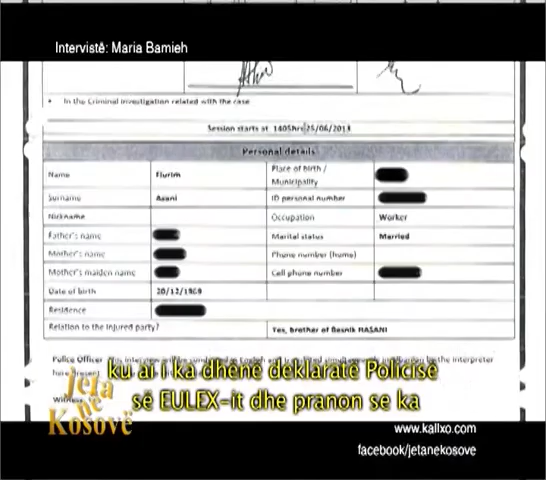 Intervistë: Maria Bamieh
• In the Criminal investigation related with the case
Session starts at 1405hrs 25/06/2013
Personal details
Name Flurim Place of birth / Municipality
Surname Asani ID personal number
Nickname Occupation Worker
Father's name Marital status Married
Mother's name Phone number (home)
Mother's maiden name Cell phone number
Date of birth 20/12/1969
Residence
Relation to the injured party? Yes, brother of Besnik HASANI
Police Officer
ku ai i ka dhënë deklaratë Policisë
së EULEX-it dhe pranon se ka
Jeta në Kosovë
www.kallxo.com
facebook/jetanekosove